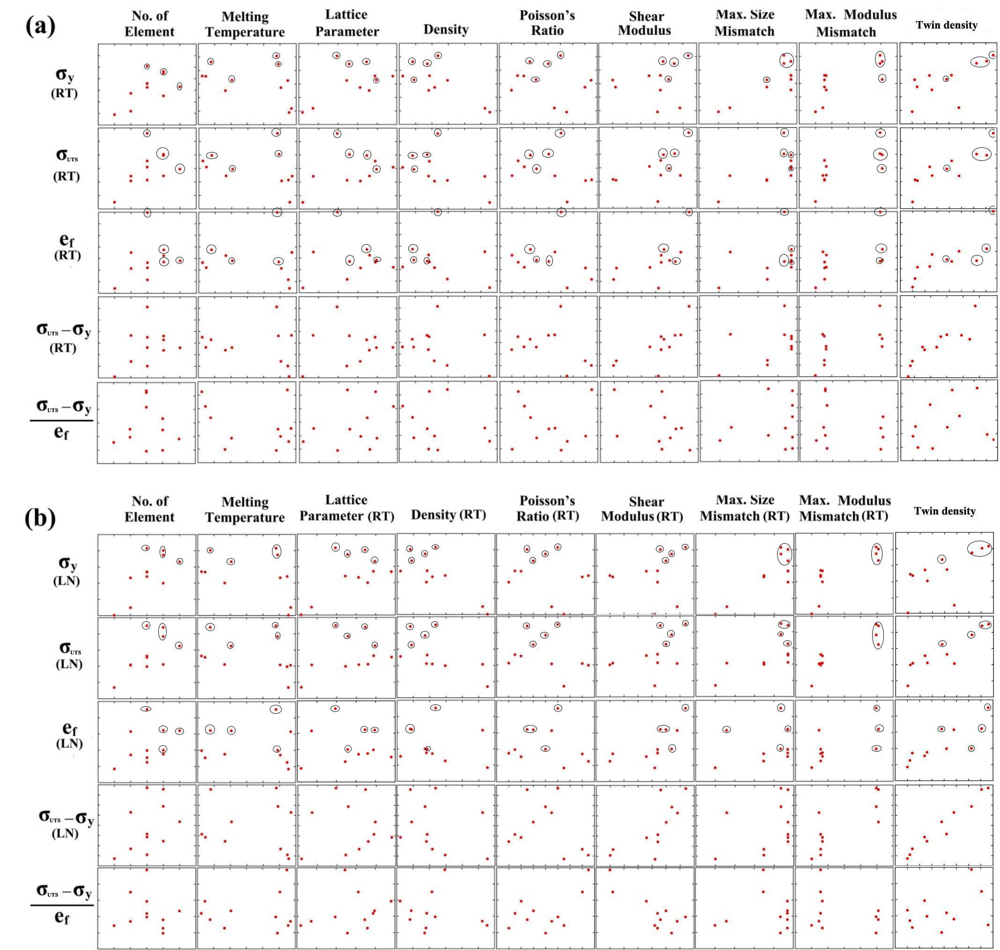 (a)
No. of
Element
Melting
Temperature
Lattice
Parameter
Density
Poisson's
Ratio
Shear
Modulus
Max. Size
Mismatch
Max. Modulus
Mismatch
Twin density
σy
(RT)
σUTS
(RT)
ef
(RT)
σUTS –σy
(RT)
σUTS –σy
ef
(b)
No. of
Element
Melting
Temperature
Lattice
Parameter (RT)
Density (RT)
Poisson's
Ratio (RT)
Shear
Modulus (RT)
Max. Size
Mismatch (RT)
Max. Modulus
Mismatch (RT)
Twin density
σy
(LN)
σUTS
(LN)
ef
(LN)
σUTS –σy
(LN)
σUTS –σy
ef